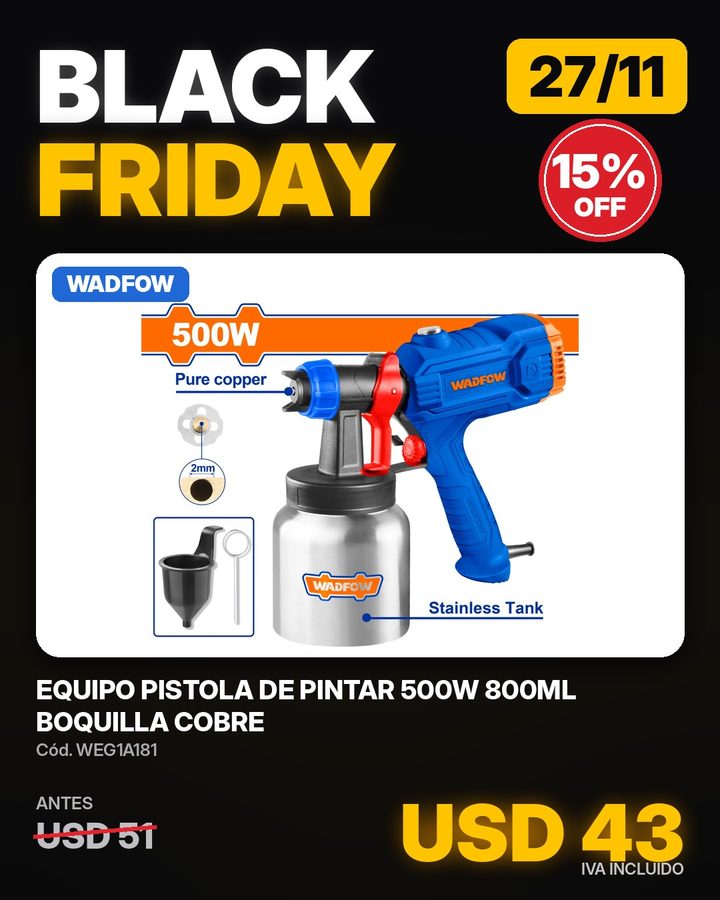 BLACK
FRIDAY
27/11
15%
OFF
WADFOW
500W
Pure copper
WADFOW
2mm
WADFOW
Stainless Tank
EQUIPO PISTOLA DE PINTAR 500W 800ML
BOQUILLA COBRE
Cód. WEG1A181
ANTES
USD 51
USD 43
IVA INCLUIDO